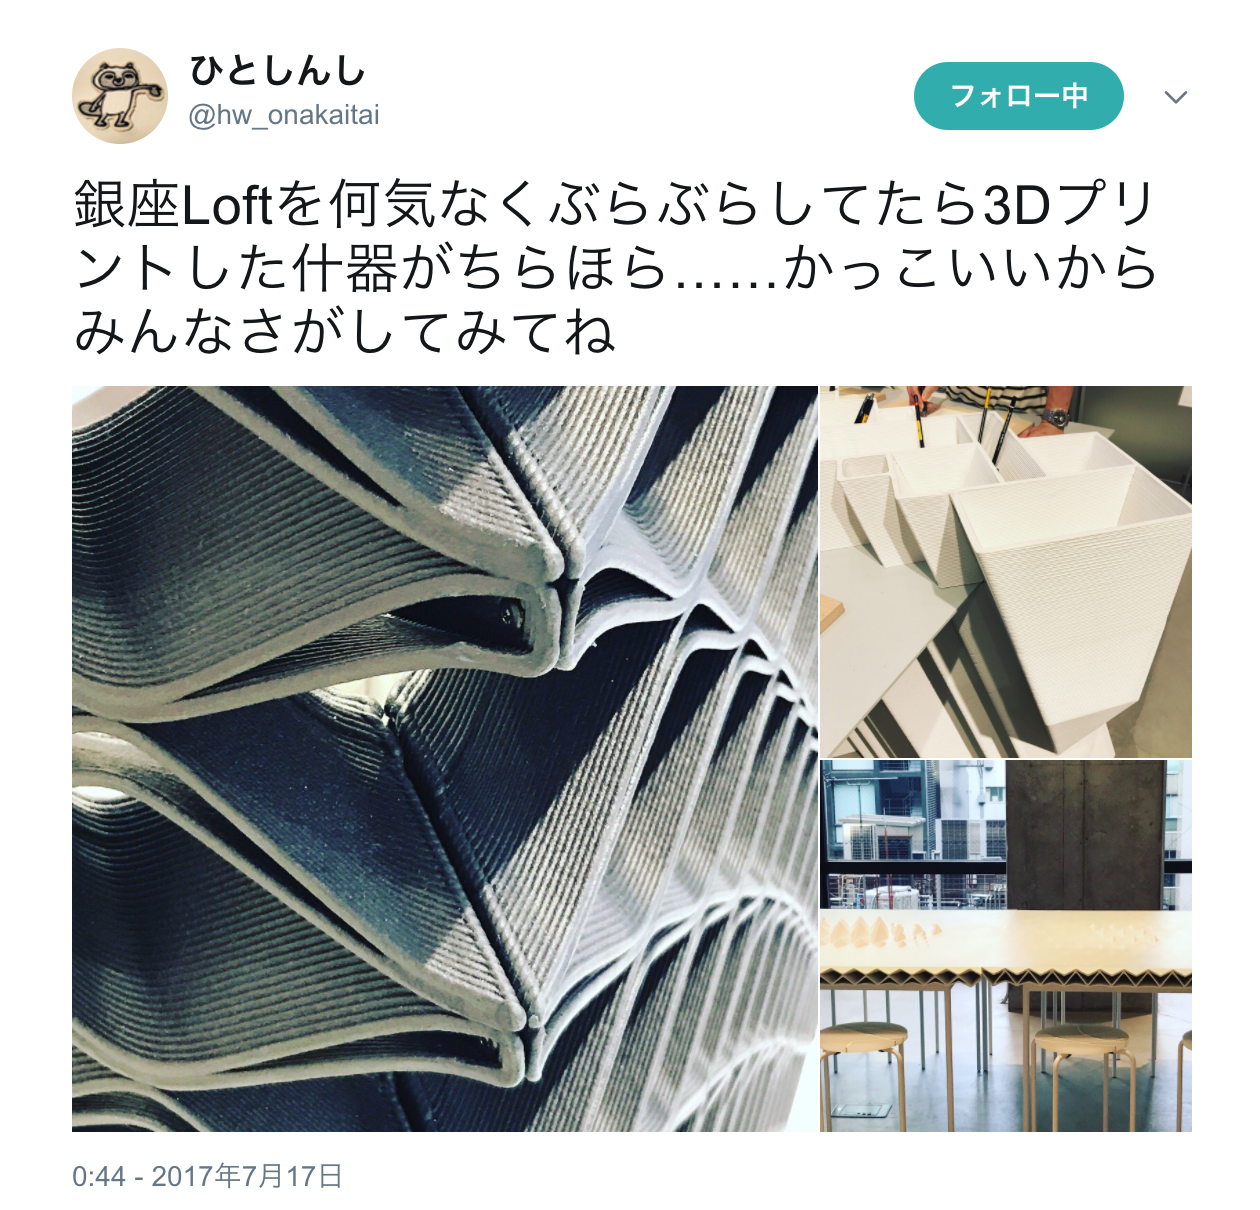 ひとしんし
@hw_onakaitai
フォロー中
銀座Loftを何気なくぶらぶらしてたら3Dプリ
ントした什器がちらほら……かっこいいから
みんなさがしてみてね
0:44 - 2017年7月17日